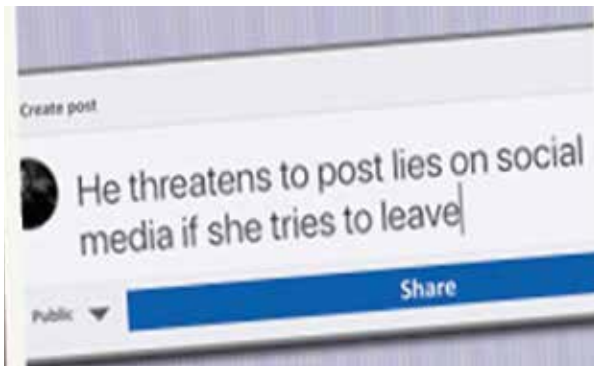 Create post
He threatens to post lies on social
media if she tries to leave
Public
Share